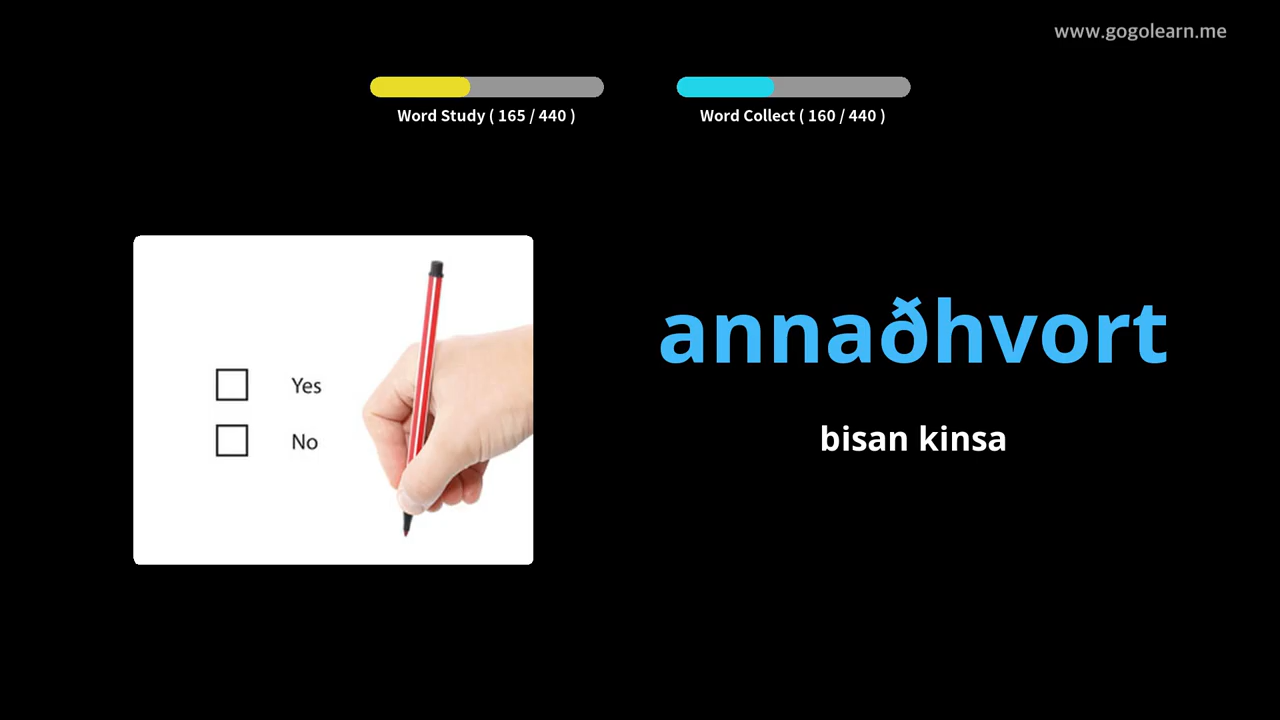 www.gogolearn.me
Word Study ( 165 / 440 )
Word Collect ( 160 / 440 )
Yes
No
annaðhvort
bisan kinsa